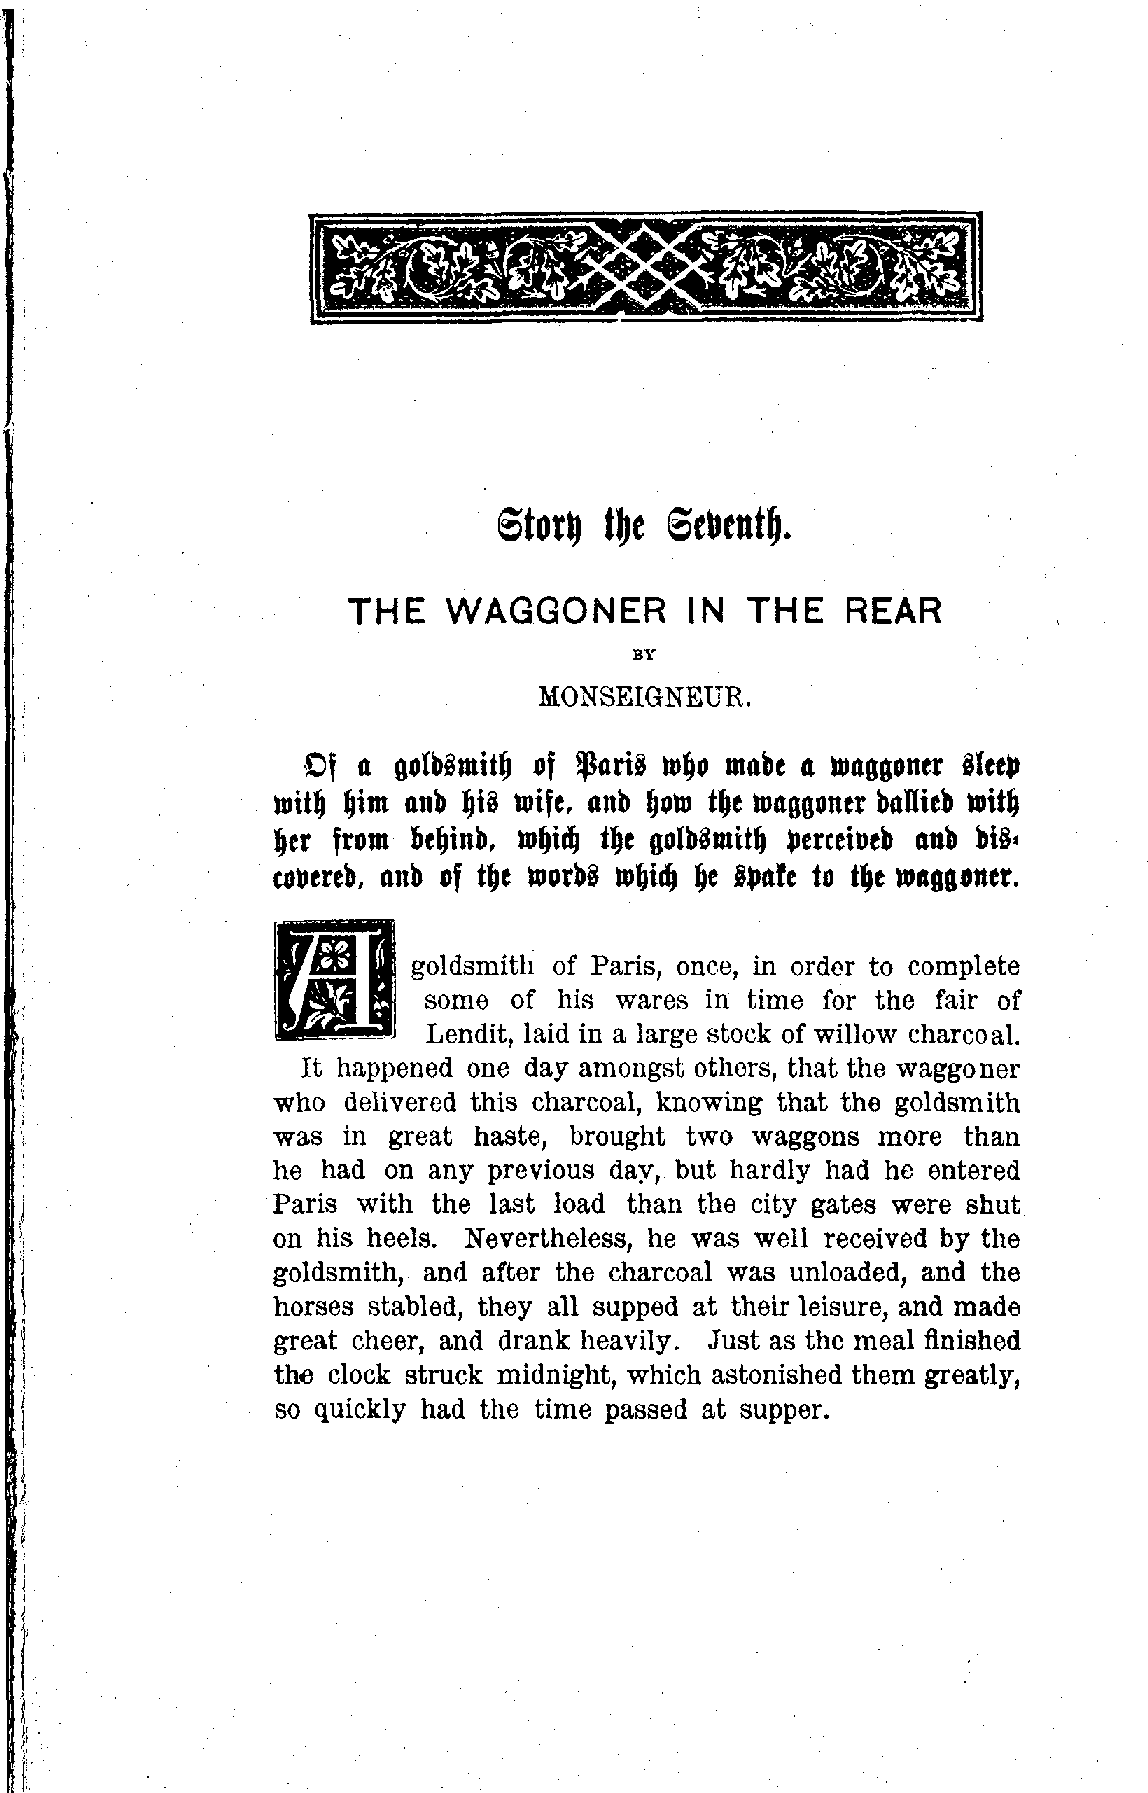 Story the Seventh.
THE WAGGONER IN THE REAR
BY
MONSEIGNEUR.
Of a goldsmith of Paris who made a waggoner sleep
with him and his wife, and how the waggoner dallied with
her from behind, which the goldsmith perceived and dis-
covered, and of the words which he spake to the waggoner.
A goldsmith of Paris, once, in order to complete
some of his wares in time for the fair of
Lendit, laid in a large stock of willow charcoal.
It happened one day amongst others, that the waggoner
who delivered this charcoal, knowing that the goldsmith
was in great haste, brought two waggons more than
he had on any previous day, but hardly had he entered
Paris with the last load than the city gates were shut
on his heels. Nevertheless, he was well received by the
goldsmith, and after the charcoal was unloaded, and the
horses stabled, they all supped at their leisure, and made
great cheer, and drank heavily. Just as the meal finished
the clock struck midnight, which astonished them greatly,
so quickly had the time passed at supper.